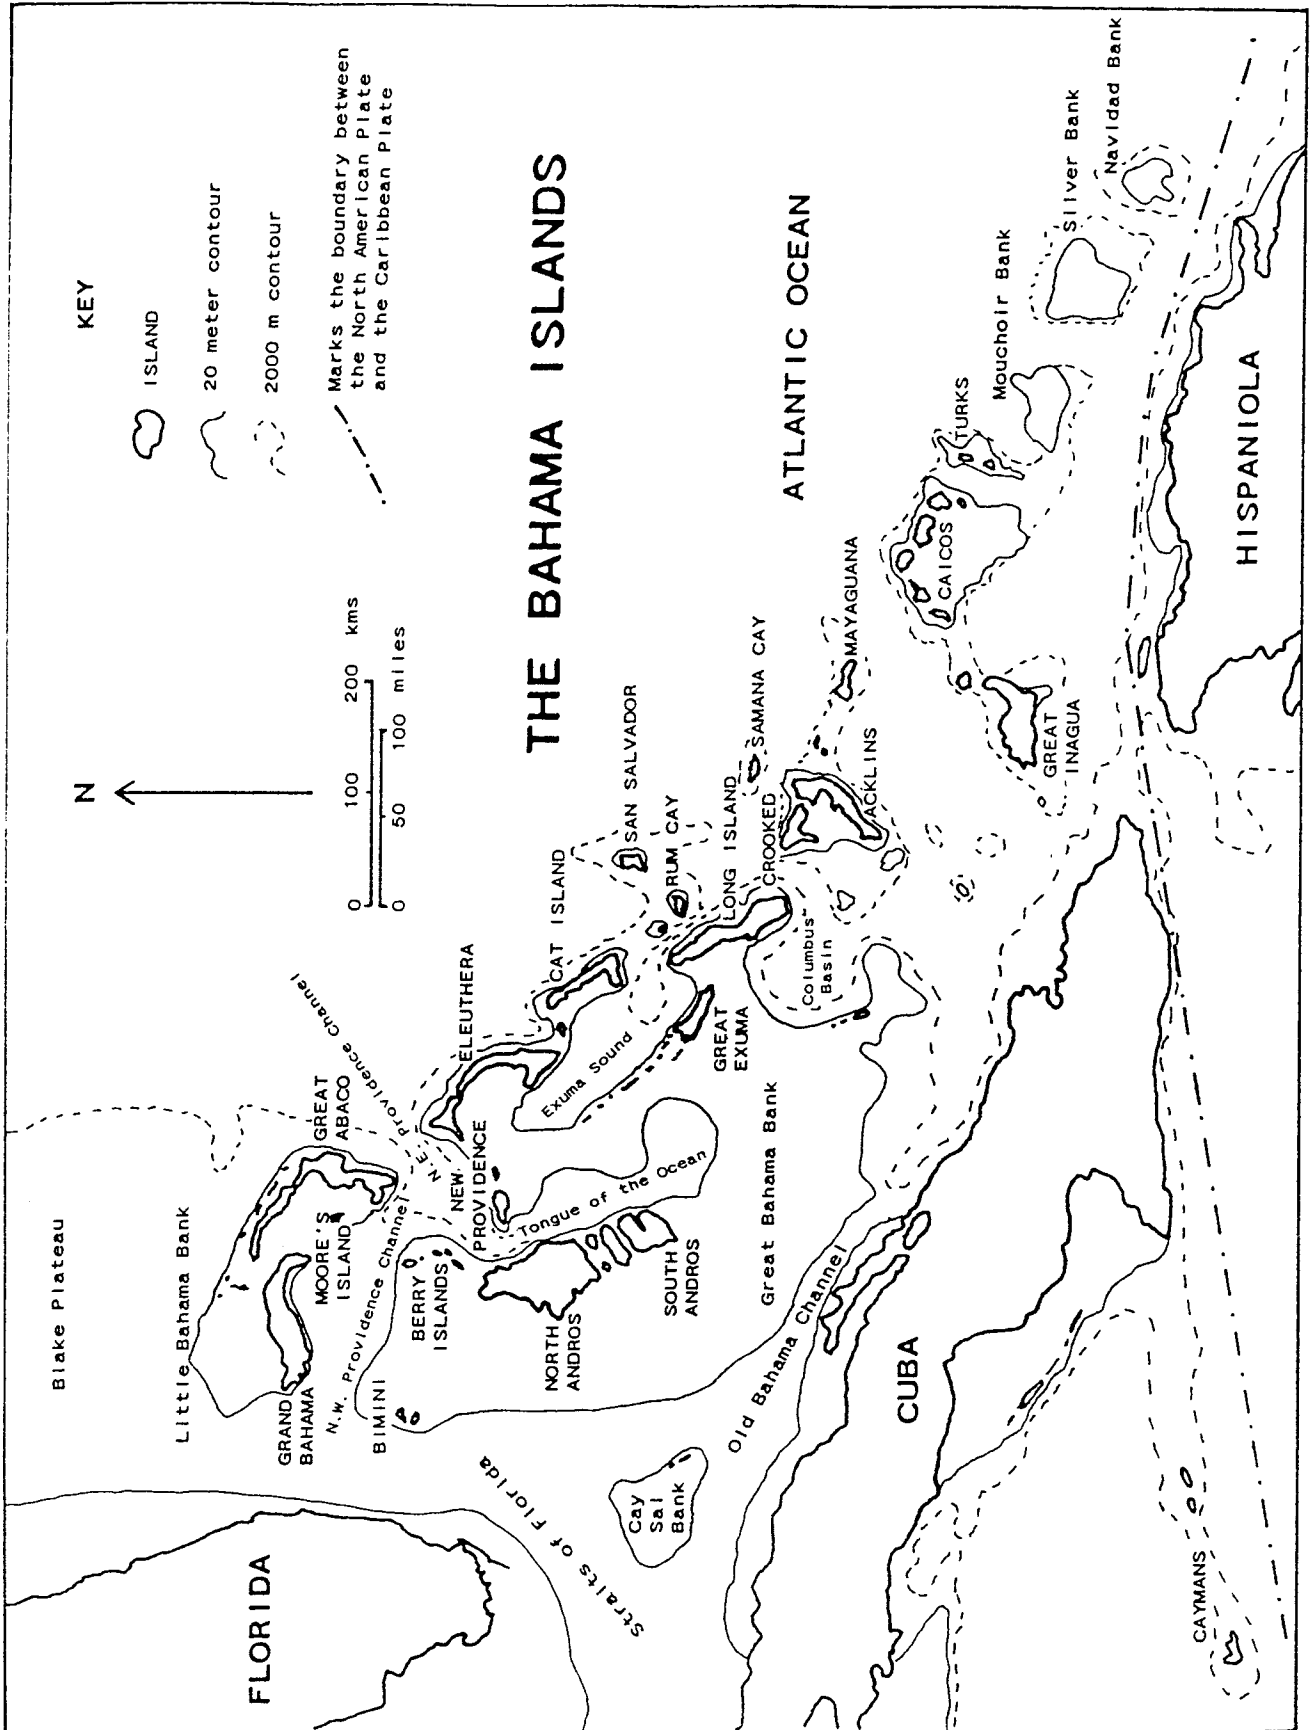 THE BAHAMA ISLANDS
KEY
ISLAND
20 meter contour
2000 m contour
Marks the boundary between
the North American Plate
and the Caribbean Plate
N
0 100 200 kms
0 50 100 miles
Blake Plateau
Little Bahama Bank
FLORIDA
GRAND
BAHAMA
GREAT
ABACO
MOORE'S
ISLAND
N.W. Providence Channel
N.E. Providence Channel
BIMINI
BERRY
ISLANDS
NEW
PROVIDENCE
ELEUTHERA
Straits of Florida
Cay
Sal
Bank
NORTH
ANDROS
SOUTH
ANDROS
Tongue of the Ocean
Exuma Sound
CAT ISLAND
SAN SALVADOR
RUM CAY
GREAT
EXUMA
LONG ISLAND
Great Bahama Bank
Old Bahama Channel
Columbus
Basin
CROOKED
SAMANA CAY
ACKLINS
MAYAGUANA
ATLANTIC OCEAN
CAICOS
TURKS
Mouchoir Bank
Silver Bank
Navidad Bank
GREAT
INAGUA
CUBA
HISPANIOLA
CAYMANS